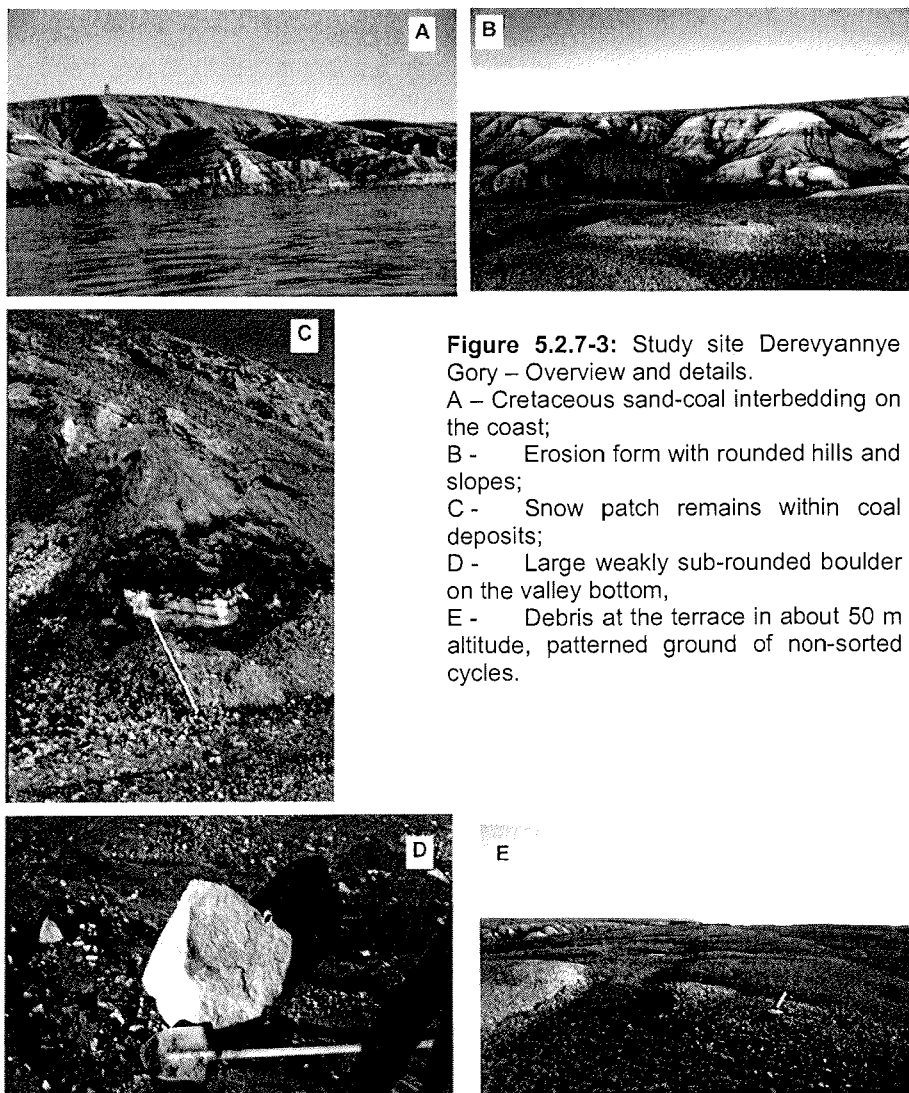 A
B
C
Figure 5.2.7-3: Study site Derevyannye
Gory – Overview and details.
A – Cretaceous sand-coal interbedding on
the coast;
B - Erosion form with rounded hills and
slopes;
C - Snow patch remains within coal
deposits;
D - Large weakly sub-rounded boulder
on the valley bottom,
E - Debris at the terrace in about 50 m
altitude, patterned ground of non-sorted
cycles.
D
E